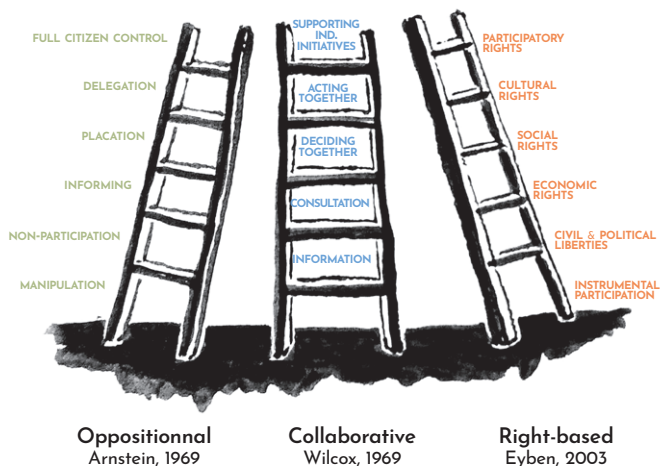 FULL CITIZEN CONTROL
DELEGATION
PLACATION
INFORMING
NON-PARTICIPATION
MANIPULATION
SUPPORTING
IND.
INITIATIVES
ACTING
TOGETHER
DECIDING
TOGETHER
CONSULTATION
INFORMATION
PARTICIPATORY
RIGHTS
CULTURAL
RIGHTS
SOCIAL
RIGHTS
ECONOMIC
RIGHTS
CIVIL & POLITICAL
LIBERTIES
INSTRUMENTAL
PARTICIPATION
Oppositionnal
Arnstein, 1969
Collaborative
Wilcox, 1969
Right-based
Eyben, 2003